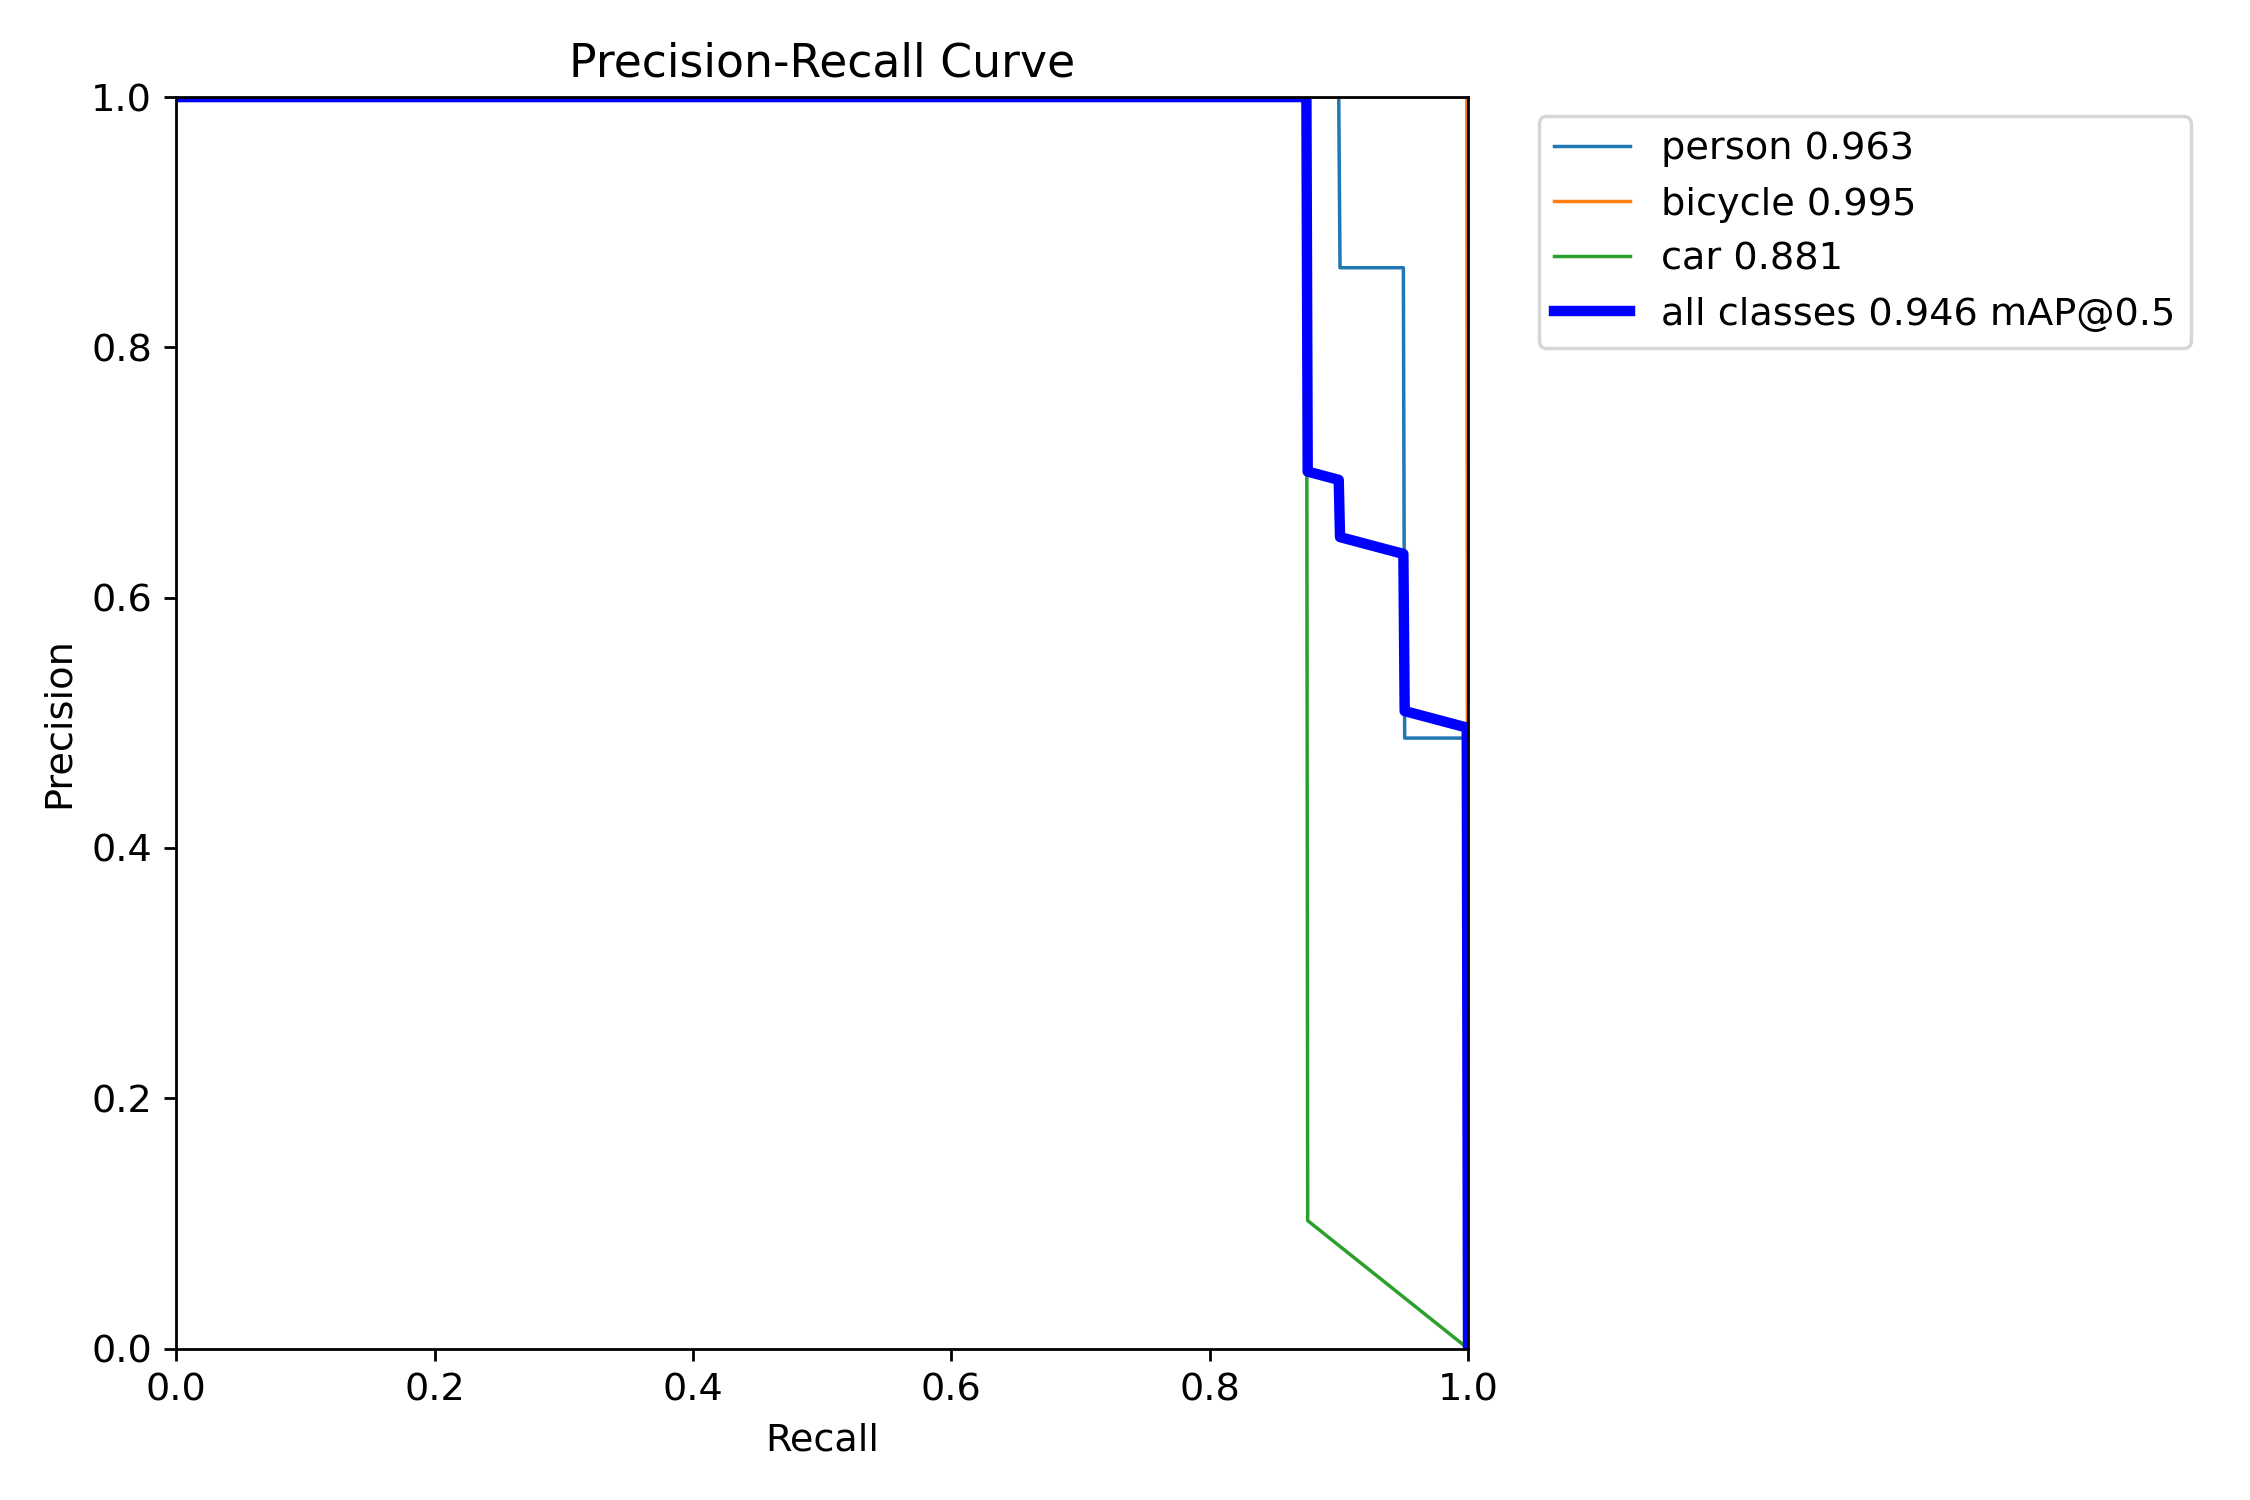 Precision-Recall Curve
1.0
0.8
0.6
0.4
0.2
0.0
Precision
0.0 0.2 0.4 0.6 0.8 1.0
Recall
person 0.963
bicycle 0.995
car 0.881
all classes 0.946 mAP@0.5